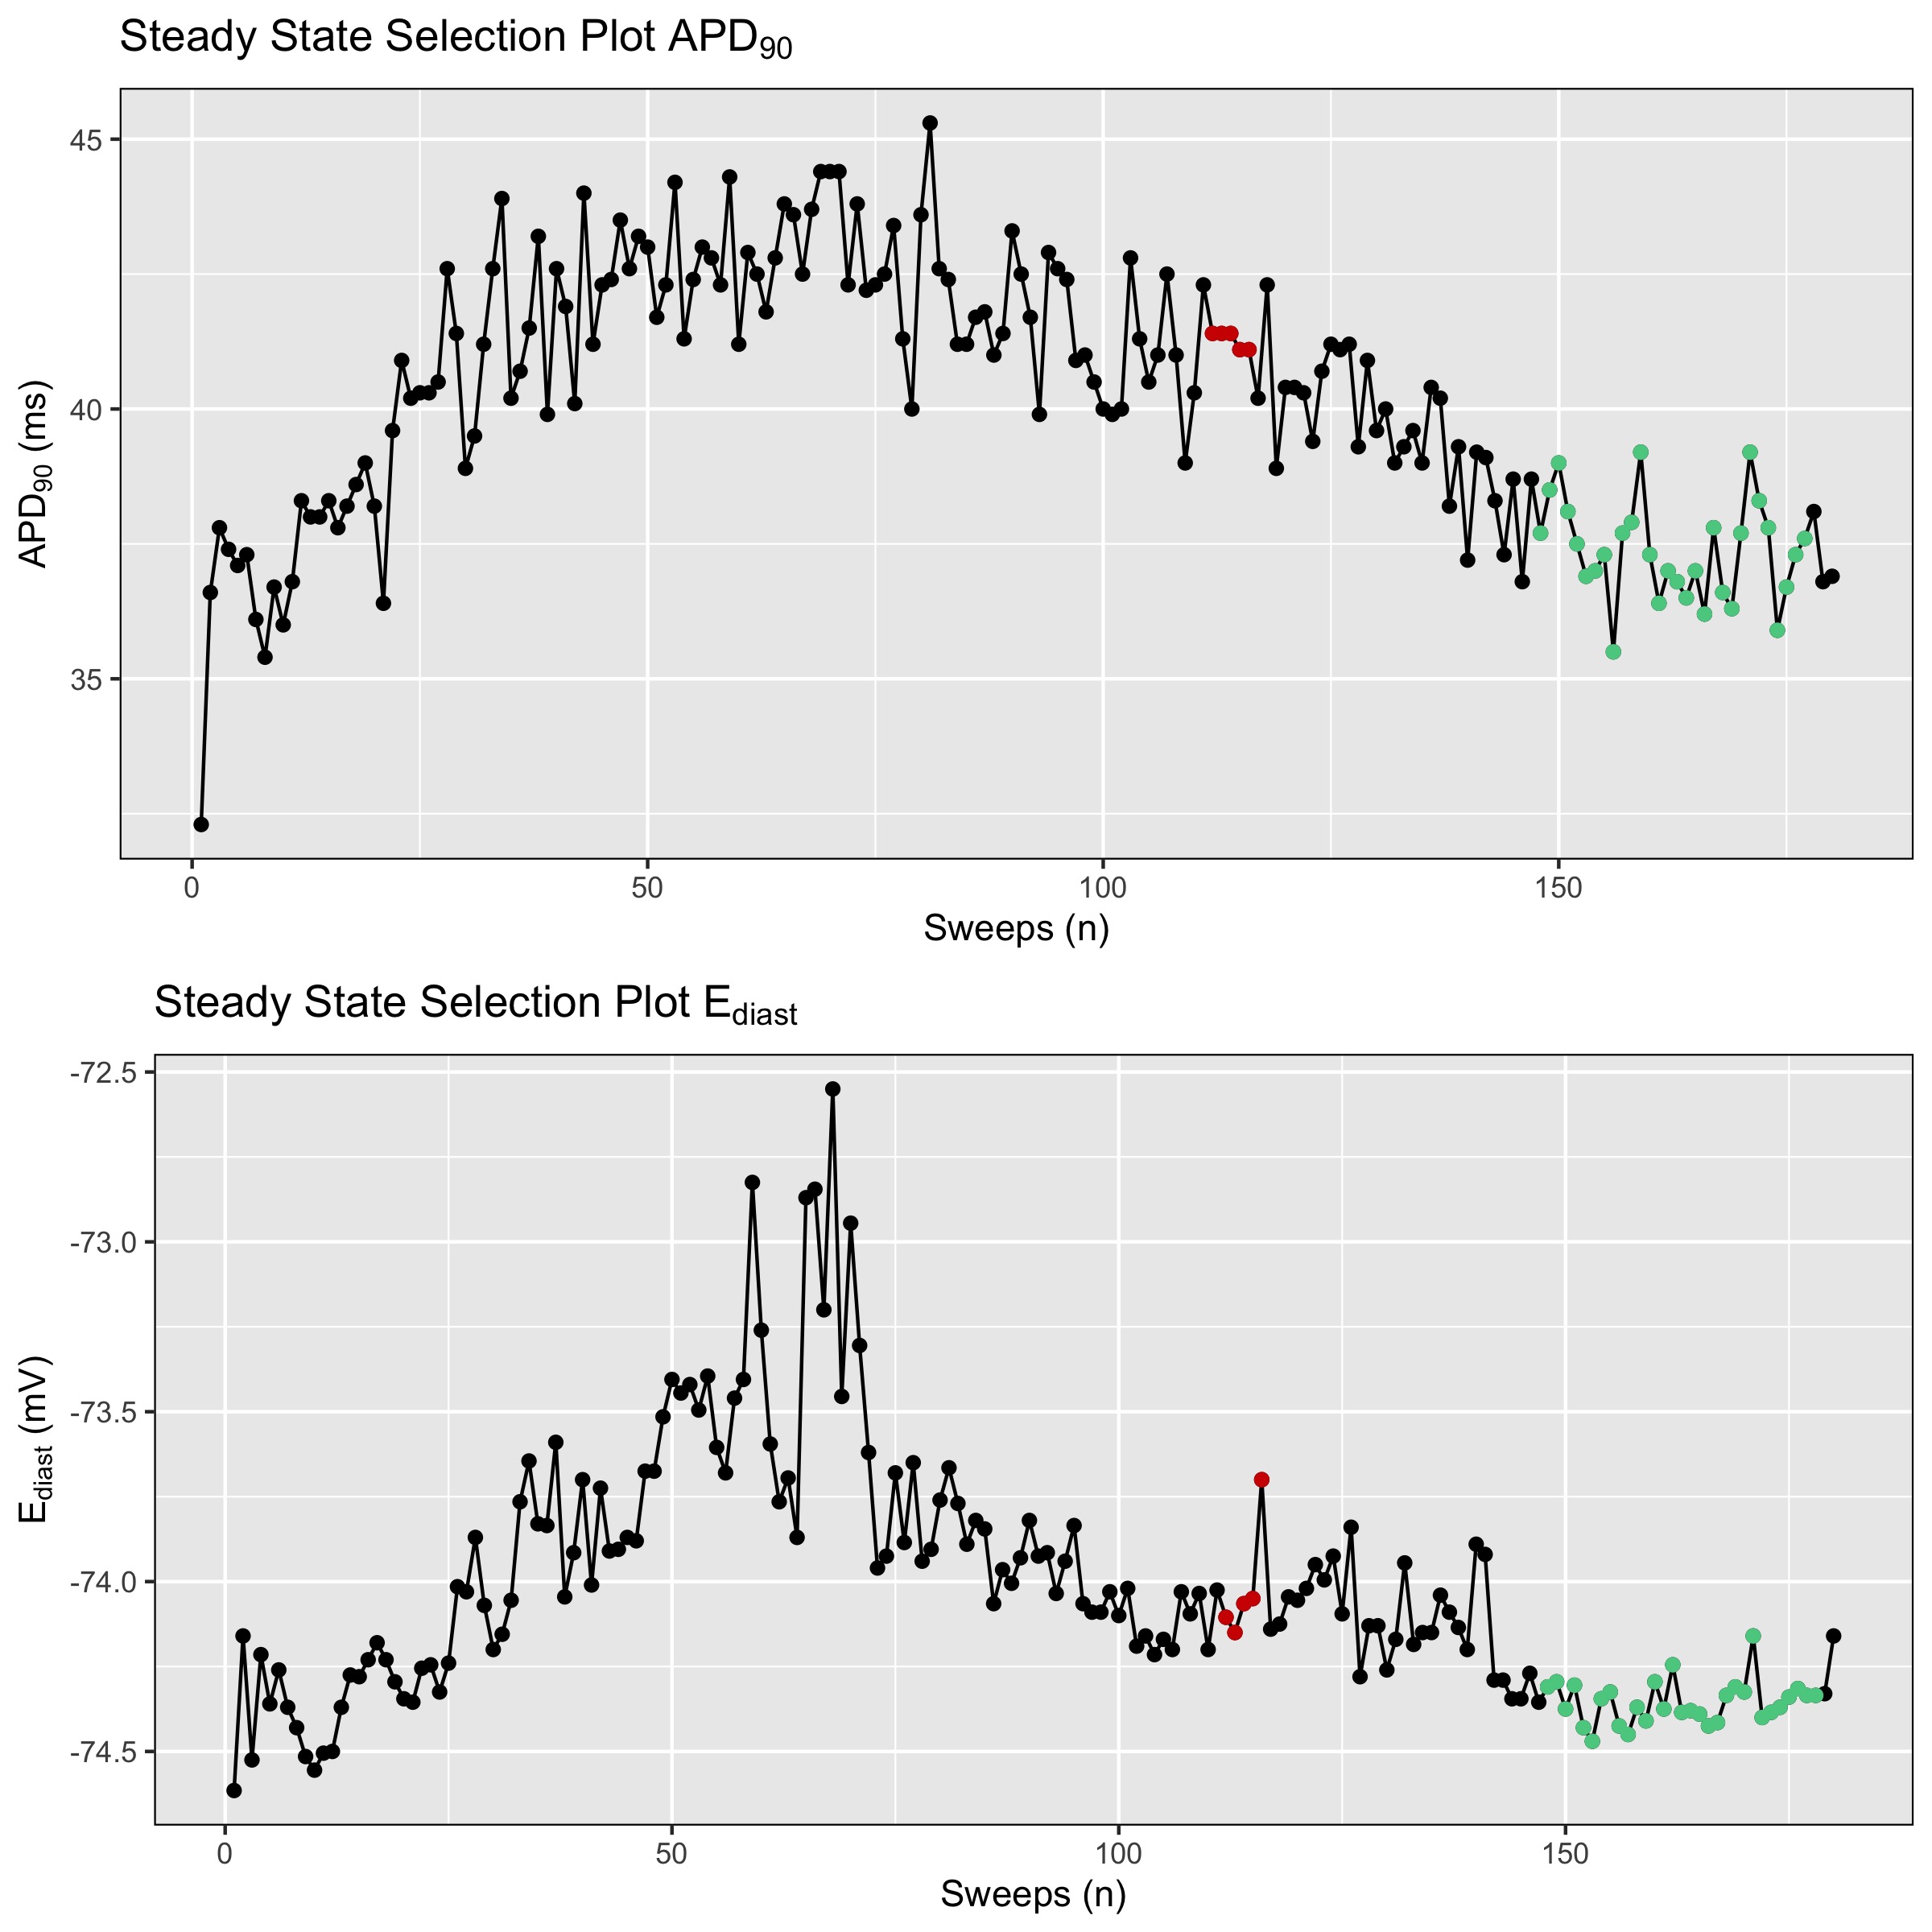 Steady State Selection Plot APD90
45
40
35
APD90 (ms)
0 50 100 150
Sweeps (n)
Steady State Selection Plot Ediast
-72.5
-73.0
-73.5
-74.0
-74.5
Ediast (mV)
0 50 100 150
Sweeps (n)